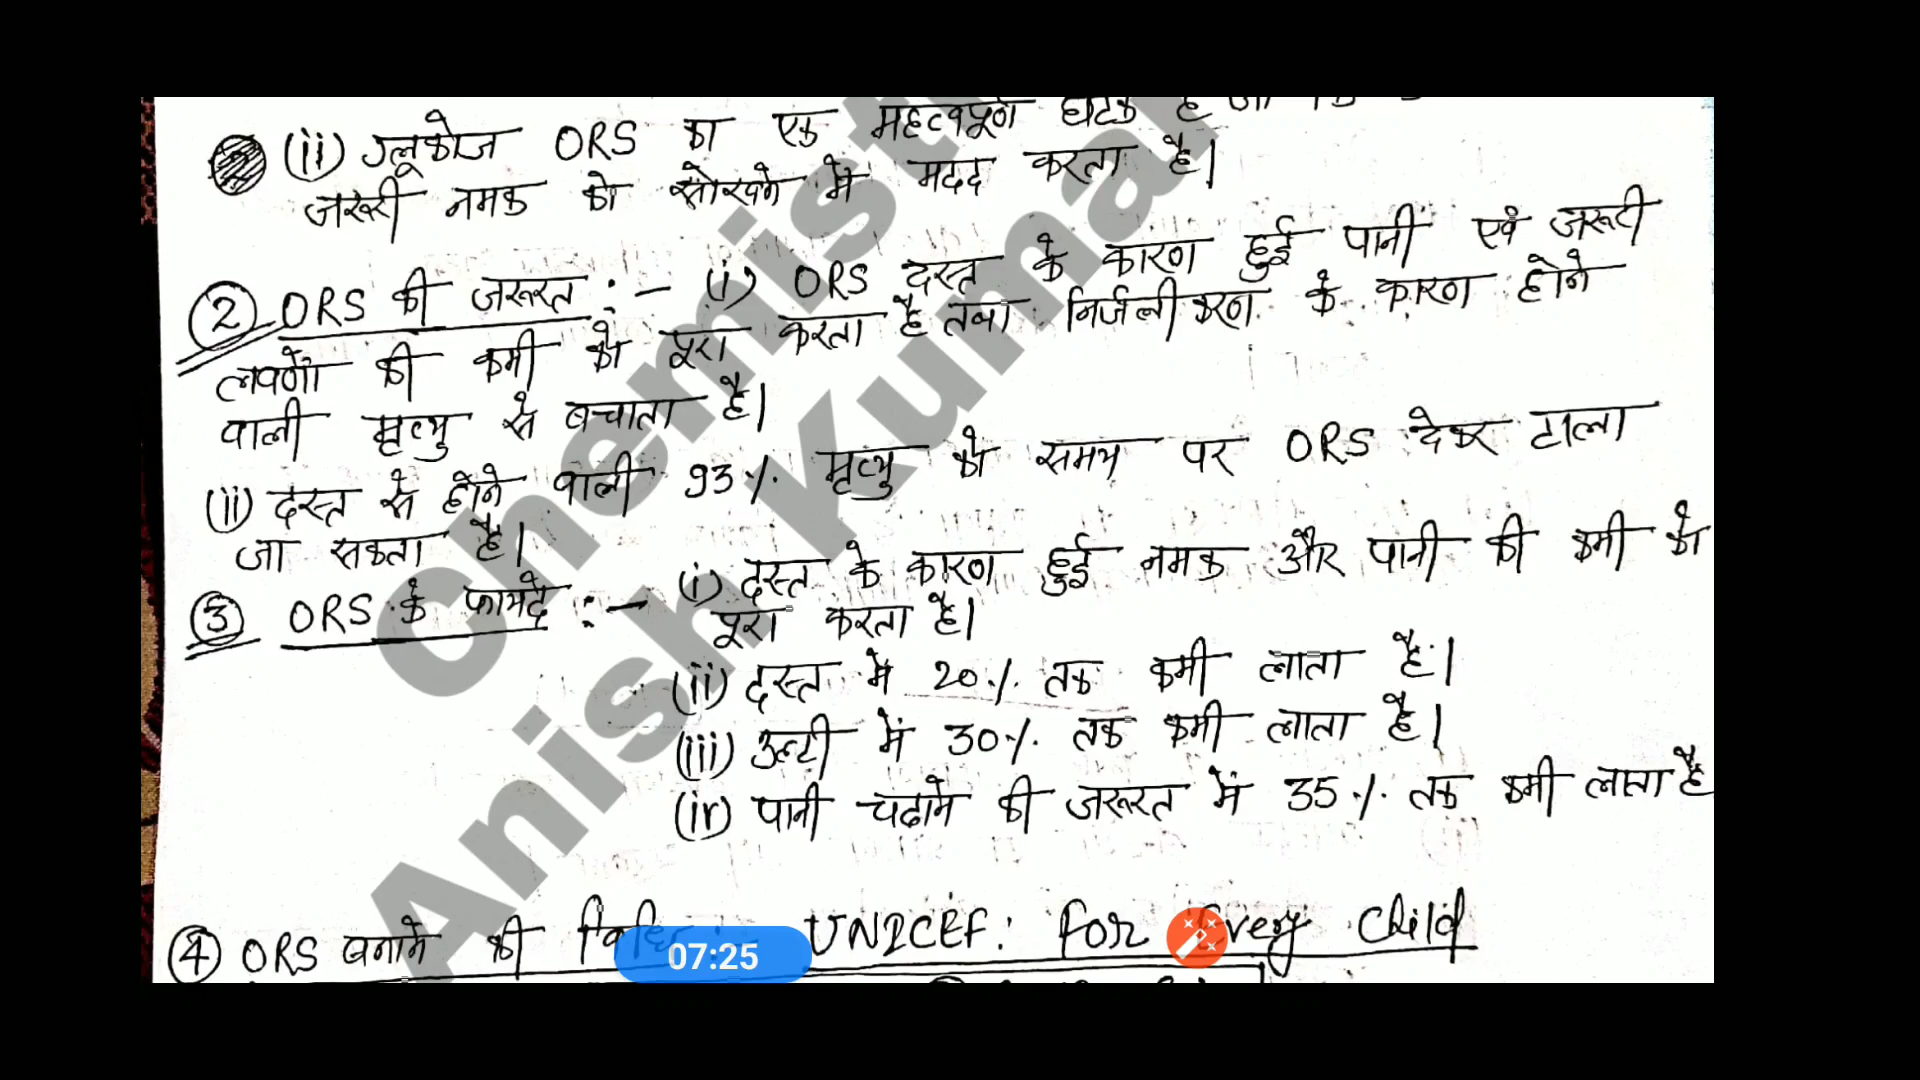 (ii) ग्लूकोज ORS का एक महत्वपूर्ण घटक है जो कि
जरूरी नमक को सोखने में मदद करता है।
② ORS की जरूरत :- (i) ORS दस्त के कारण हुई पानी एवं जरूरी
लवणों की कमी को पूरा करता है तथा निर्जलीकरण के कारण होने
वाली मृत्यु से बचाता है।
(ii) दस्त से होने वाली 93% मृत्यु को समय पर ORS देकर टाला
जा सकता है।
③ ORS के फायदे :- (i) दस्त के कारण हुई नमक और पानी की कमी को
पूरा करता है।
(ii) दस्त में 20% तक कमी लाता है।
(iii) उल्टी में 30% तक कमी लाता है।
(iv) पानी चढाने की जरूरत में 35% तक कमी लाता है
④ ORS बनाने की विधि :- UNICEF: For Every Child
07:25
Chemistry
Anish Kumar